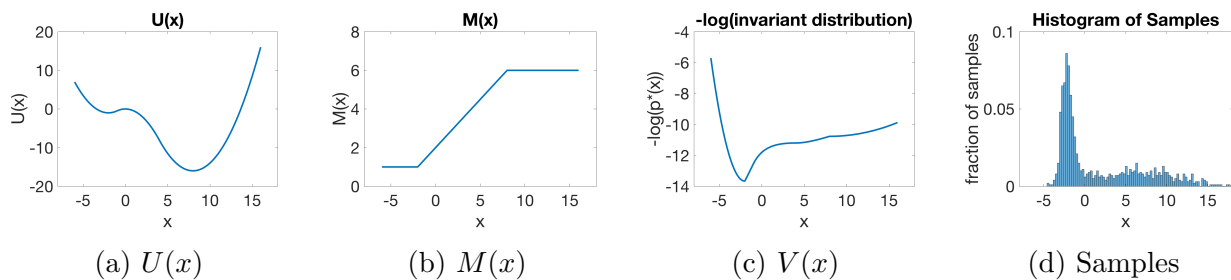 U(x)
20
10
0
-10
-20
U(x)
-5 0 5 10 15
x
(a) U(x)
M(x)
8
6
4
2
0
M(x)
-5 0 5 10 15
x
(b) M(x)
-log(invariant distribution)
-4
-6
-8
-10
-12
-14
-log(p*(x))
-5 0 5 10 15
x
(c) V(x)
Histogram of Samples
0.1
0.05
0
fraction of samples
-5 0 5 10 15
x
(d) Samples